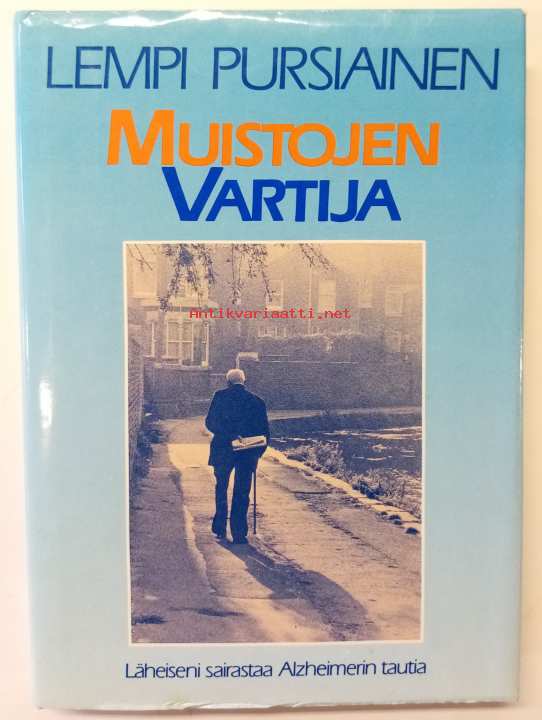 LEMPI PURSIAINEN
MUISTOJEN
VARTIJA
Antikvariaatti.net
Läheiseni sairastaa Alzheimerin tautia